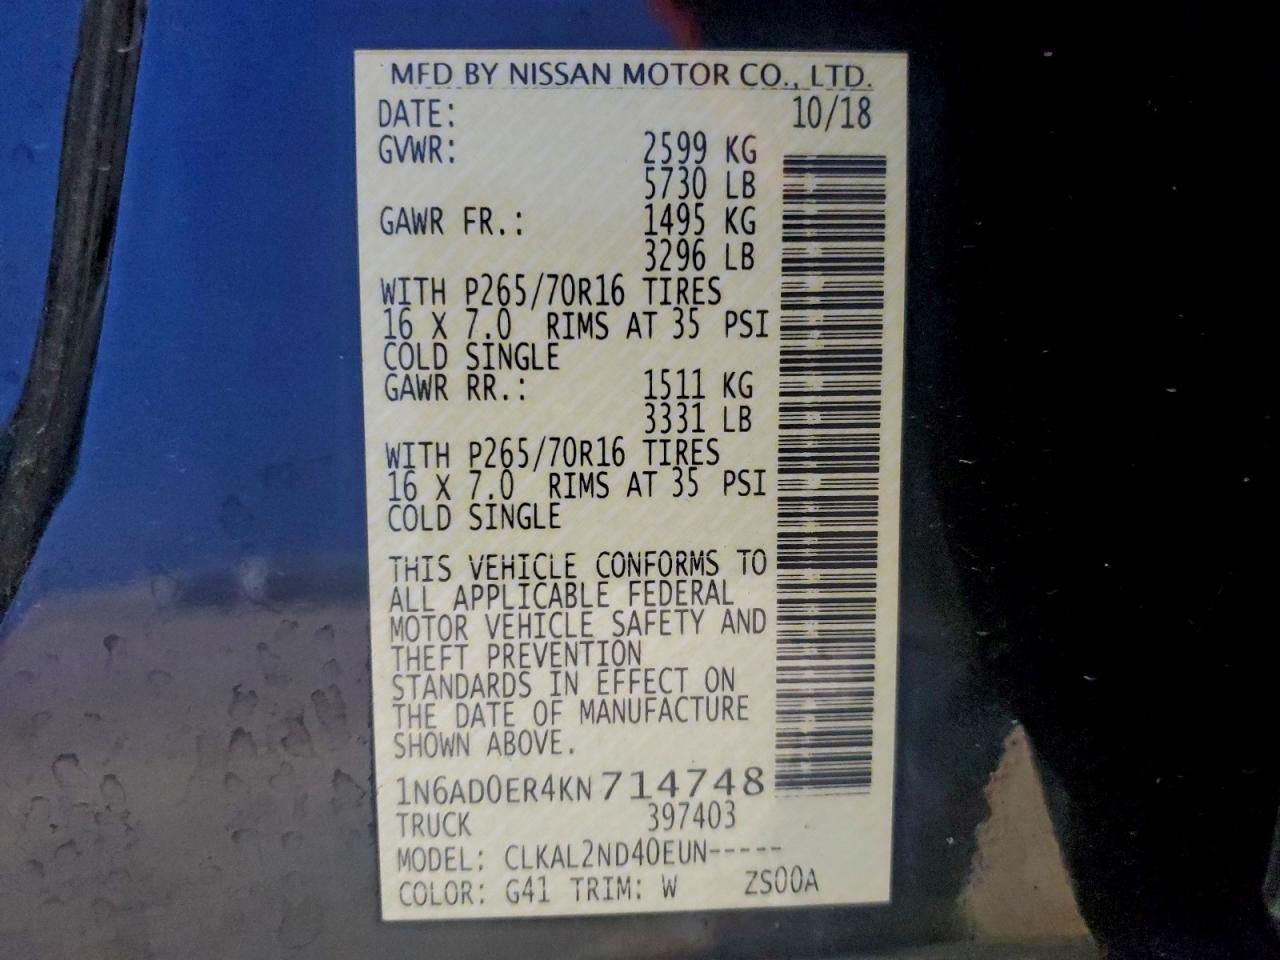 MFD BY NISSAN MOTOR CO., LTD.
DATE: 10/18
GVWR: 2599 KG
5730 LB
GAWR FR.: 1495 KG
3296 LB
WITH P265/70R16 TIRES
16 X 7.0 RIMS AT 35 PSI
COLD SINGLE
GAWR RR.: 1511 KG
3331 LB
WITH P265/70R16 TIRES
16 X 7.0 RIMS AT 35 PSI
COLD SINGLE
THIS VEHICLE CONFORMS TO
ALL APPLICABLE FEDERAL
MOTOR VEHICLE SAFETY AND
THEFT PREVENTION
STANDARDS IN EFFECT ON
THE DATE OF MANUFACTURE
SHOWN ABOVE.
1N6AD0ER4KN714748
TRUCK 397403
MODEL: CLKAL2ND40EUN-----
COLOR: G41 TRIM: W ZS00A